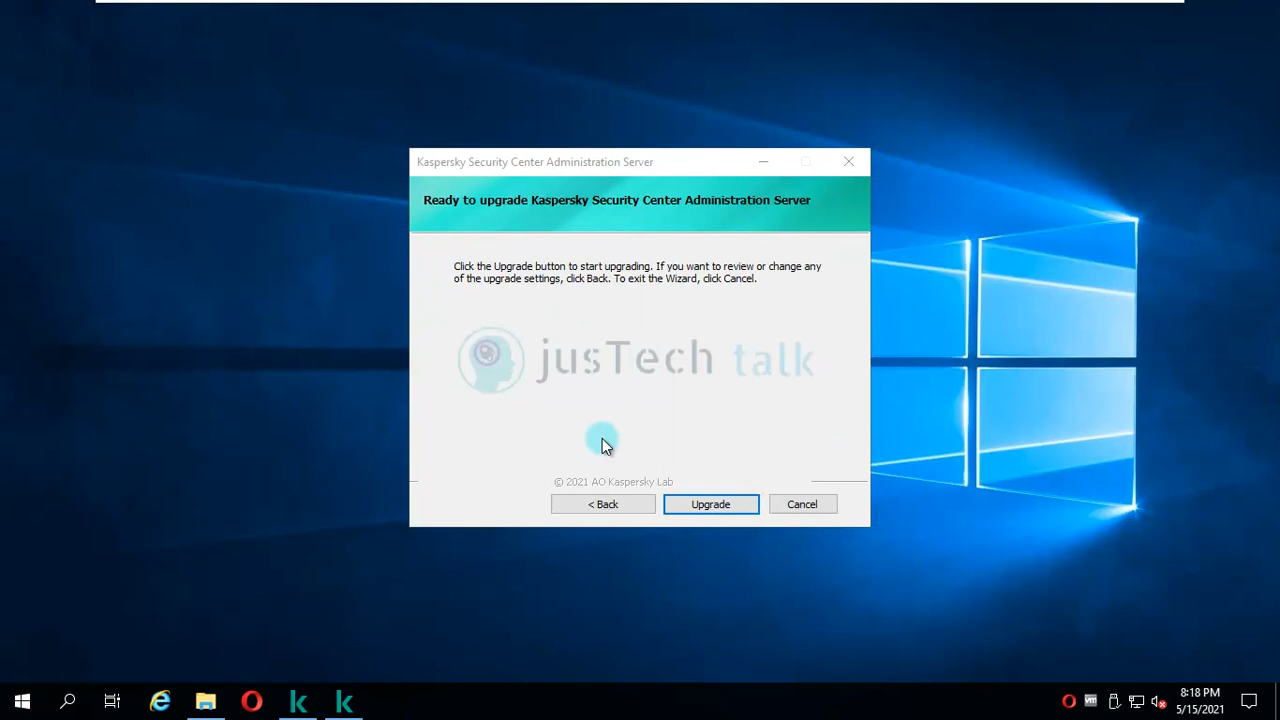 Kaspersky Security Center Administration Server
Ready to upgrade Kaspersky Security Center Administration Server
Click the Upgrade button to start upgrading. If you want to review or change any
of the upgrade settings, click Back. To exit the Wizard, click Cancel.
jusTech talk
© 2021 AO Kaspersky Lab
< Back
Upgrade
Cancel
vm
8:18 PM
5/15/2021